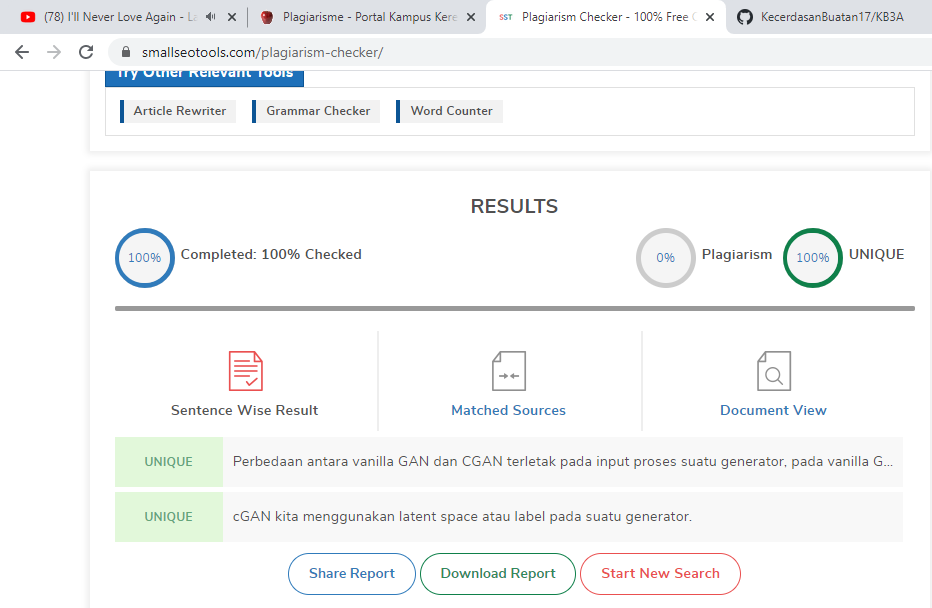 (78) I'll Never Love Again - La
Plagiarisme - Portal Kampus Kere
SST Plagiarism Checker - 100% Free C
KecerdasanBuatan17/KB3A
smallseotools.com/plagiarism-checker/
Try Other Relevant Tools
Article Rewriter
Grammar Checker
Word Counter
RESULTS
100% Completed: 100% Checked
0% Plagiarism
100% UNIQUE
Sentence Wise Result
Matched Sources
Document View
UNIQUE Perbedaan antara vanilla GAN dan CGAN terletak pada input proses suatu generator, pada vanilla G...
UNIQUE cGAN kita menggunakan latent space atau label pada suatu generator.
Share Report
Download Report
Start New Search